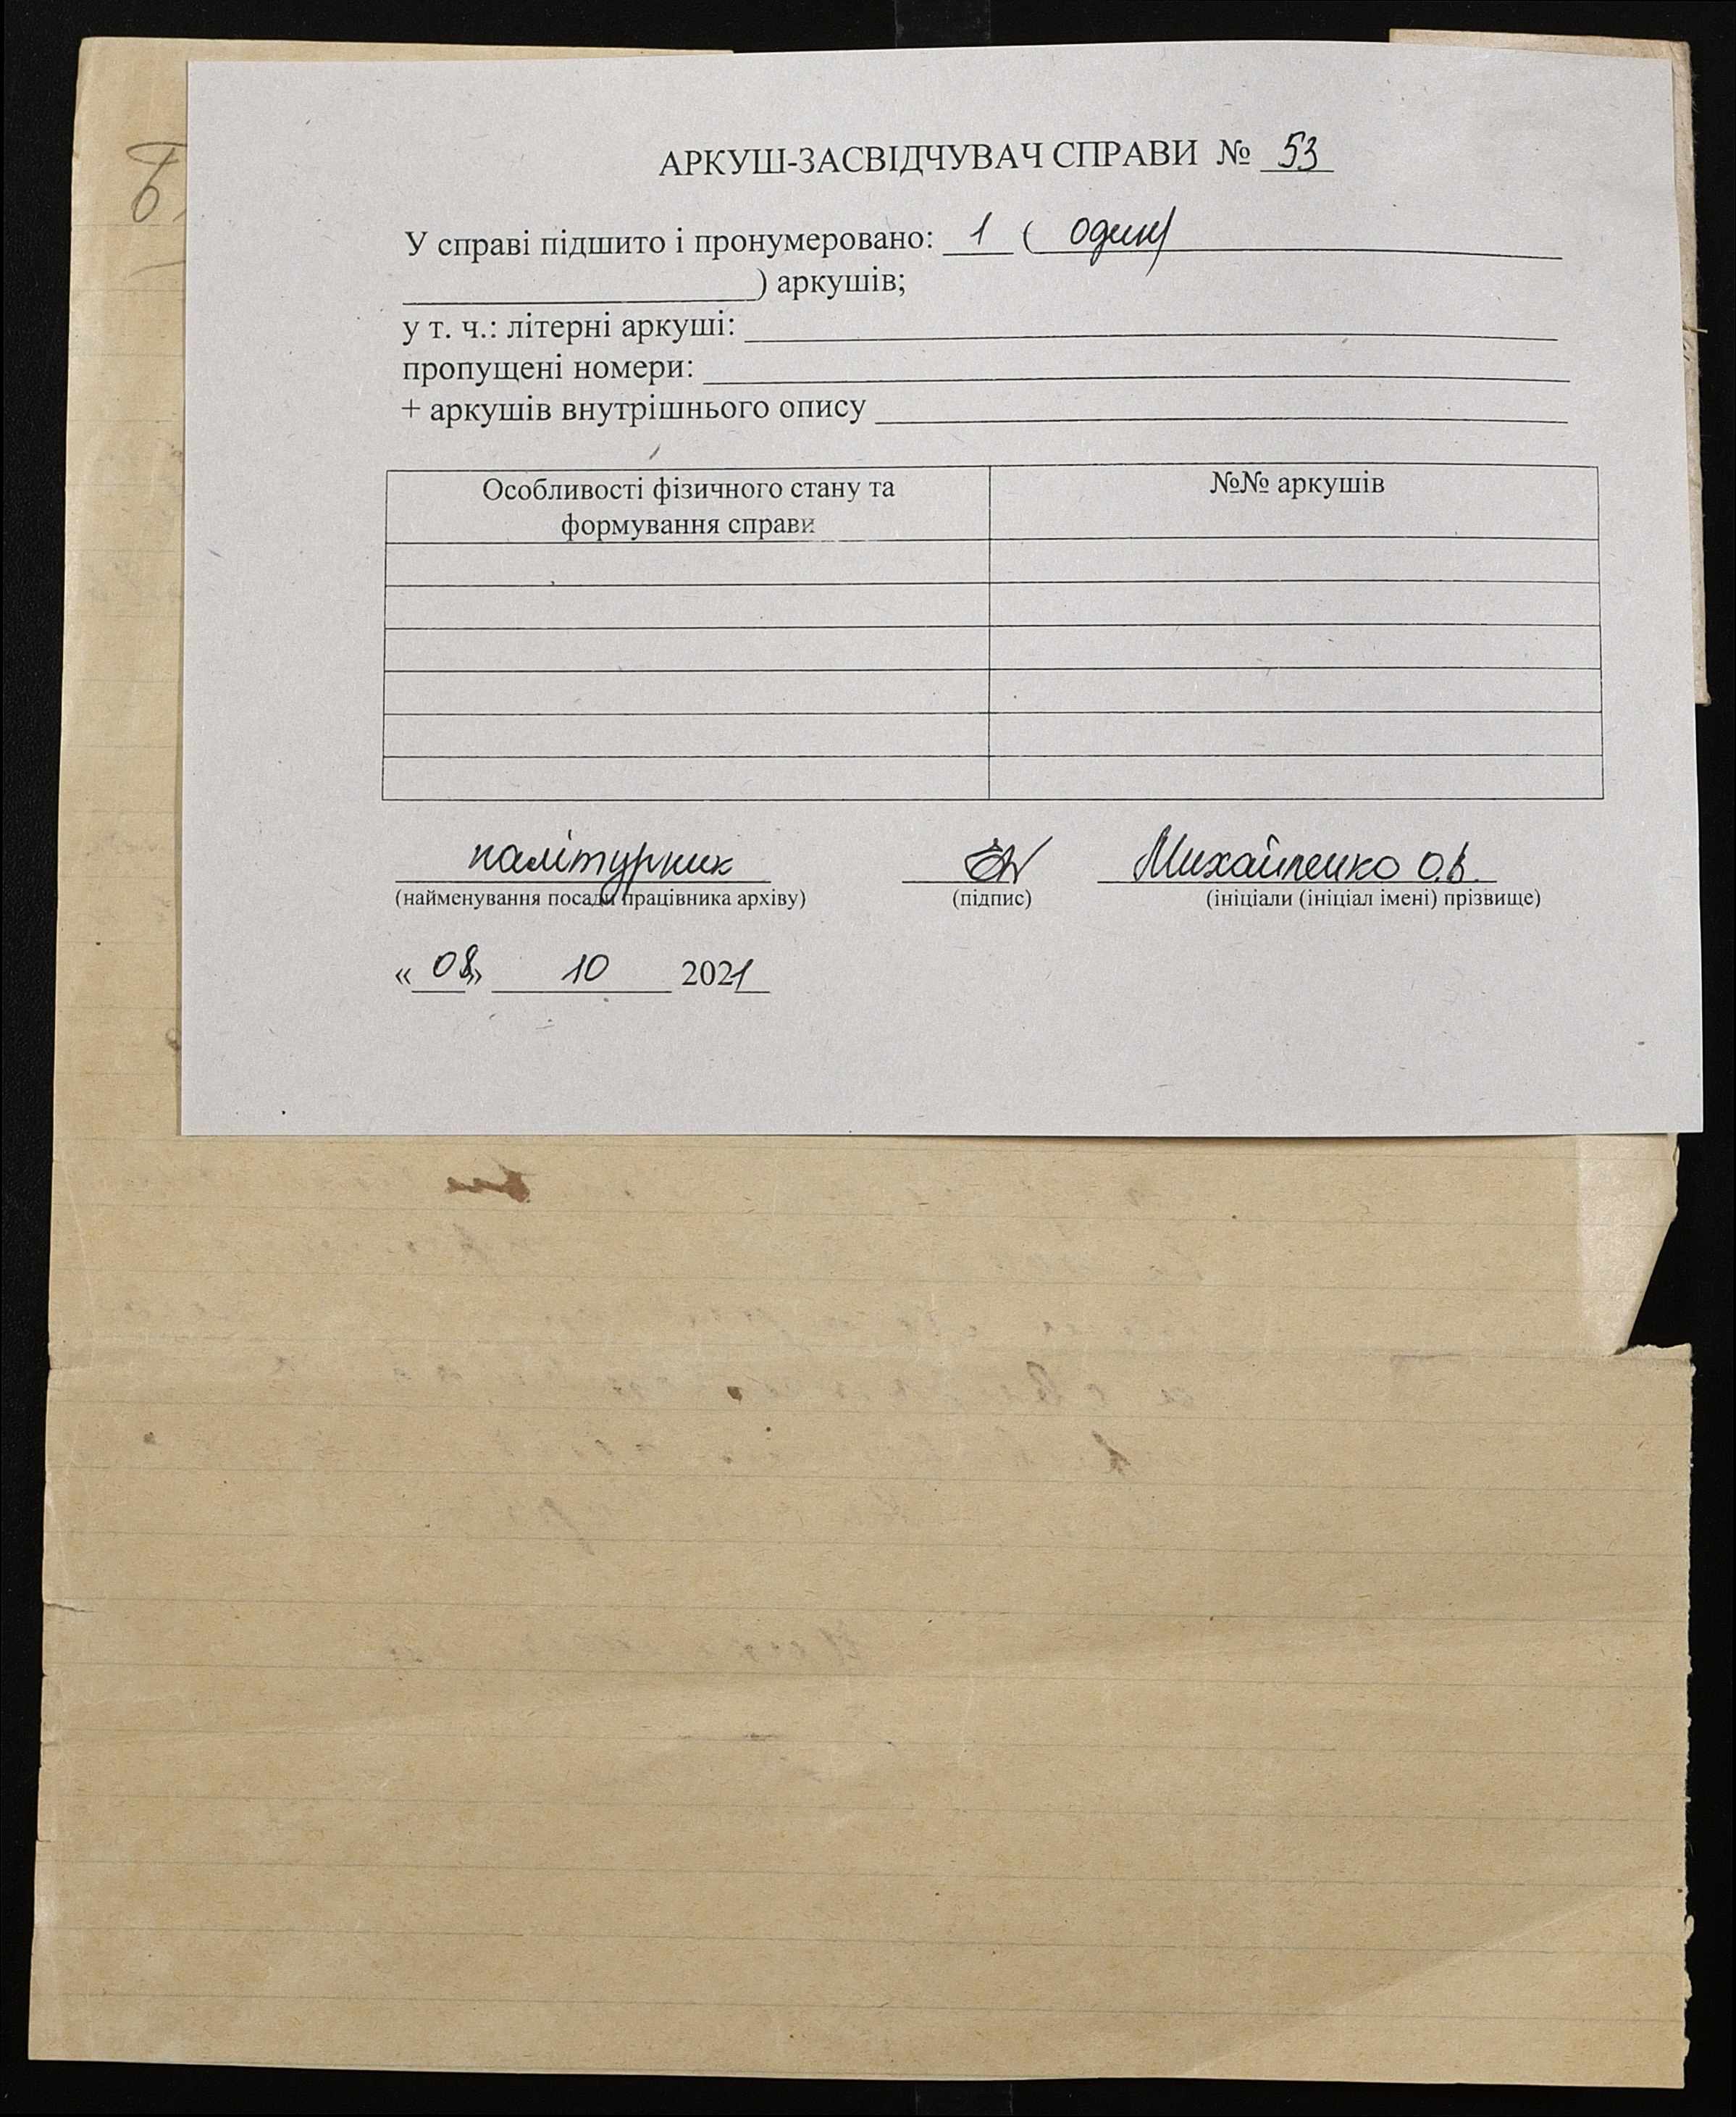 АРКУШ-ЗАСВІДЧУВАЧ СПРАВИ № 53
У справі підшито і пронумеровано: 1 ( один)
) аркушів;
у т. ч.: літерні аркуші:
пропущені номери:
+ аркушів внутрішнього опису
Особливості фізичного стану та
формування справи
№№ аркушів
палітурник Михайленко О.В.
(найменування посади працівника архіву) (підпис) (ініціали (ініціал імені) прізвище)
«08» 10 2021